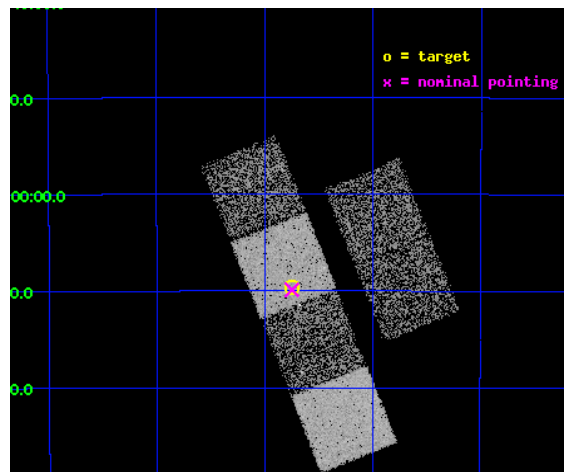 o = target
x = nominal pointing
0.0
00:00.0
0.0
0.0